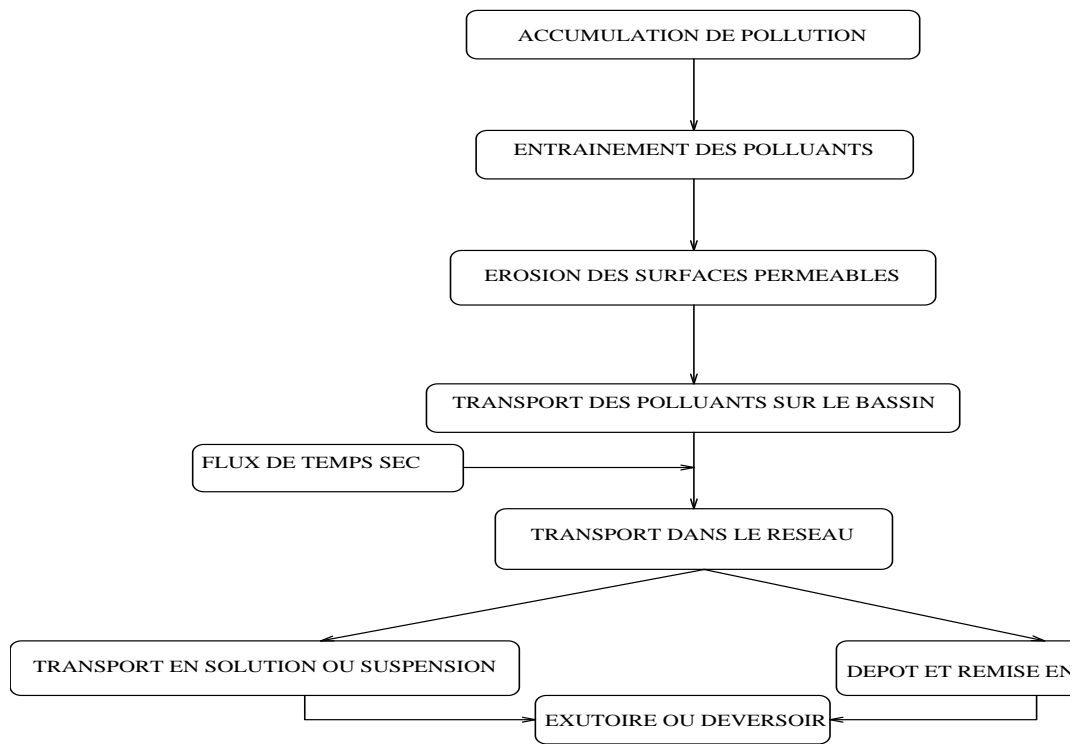 ACCUMULATION DE POLLUTION
ENTRAINEMENT DES POLLUANTS
EROSION DES SURFACES PERMEABLES
TRANSPORT DES POLLUANTS SUR LE BASSIN
FLUX DE TEMPS SEC
TRANSPORT DANS LE RESEAU
TRANSPORT EN SOLUTION OU SUSPENSION
DEPOT ET REMISE EN
EXUTOIRE OU DEVERSOIR